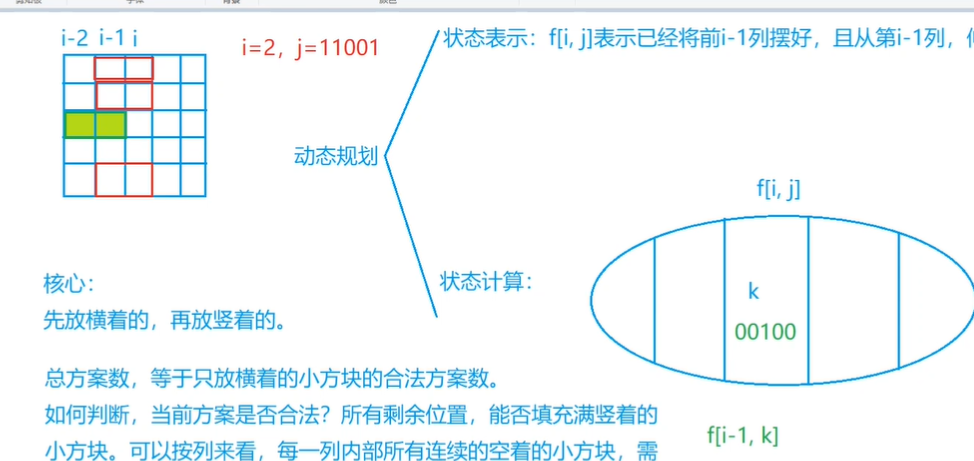 i-2 i-1 i
i=2，j=11001
状态表示：f[i, j]表示已经将前i-1列摆好，且从第i-1列，
动态规划
f[i, j]
状态计算：
k
00100
f[i-1, k]
核心：
先放横着的，再放竖着的。
总方案数，等于只放横着的小方块的合法方案数。
如何判断，当前方案是否合法？所有剩余位置，能否填充满竖着的
小方块。可以按列来看，每一列内部所有连续的空着的小方块，需